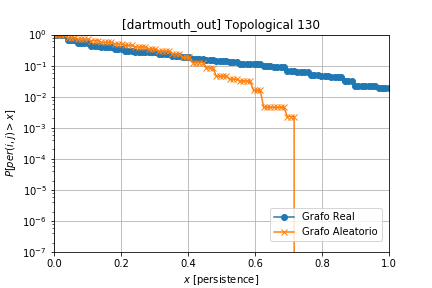 [dartmouth_out] Topological 130
10^0
10^-1
10^-2
10^-3
10^-4
10^-5
10^-6
10^-7
P[per(i,j) > x]
Grafo Real
Grafo Aleatorio
0.0 0.2 0.4 0.6 0.8 1.0
x [persistence]